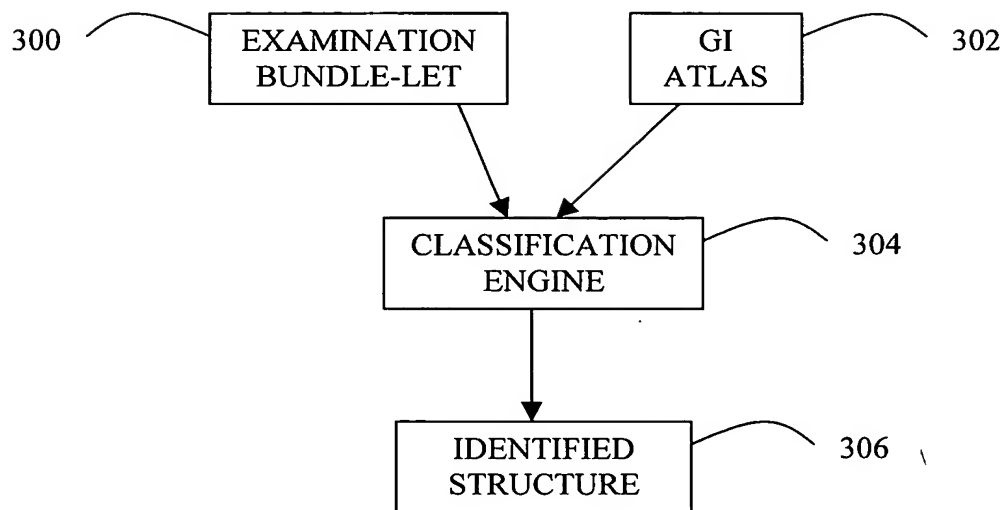 300
EXAMINATION
BUNDLE-LET
GI
ATLAS
302
CLASSIFICATION
ENGINE
304
IDENTIFIED
STRUCTURE
306